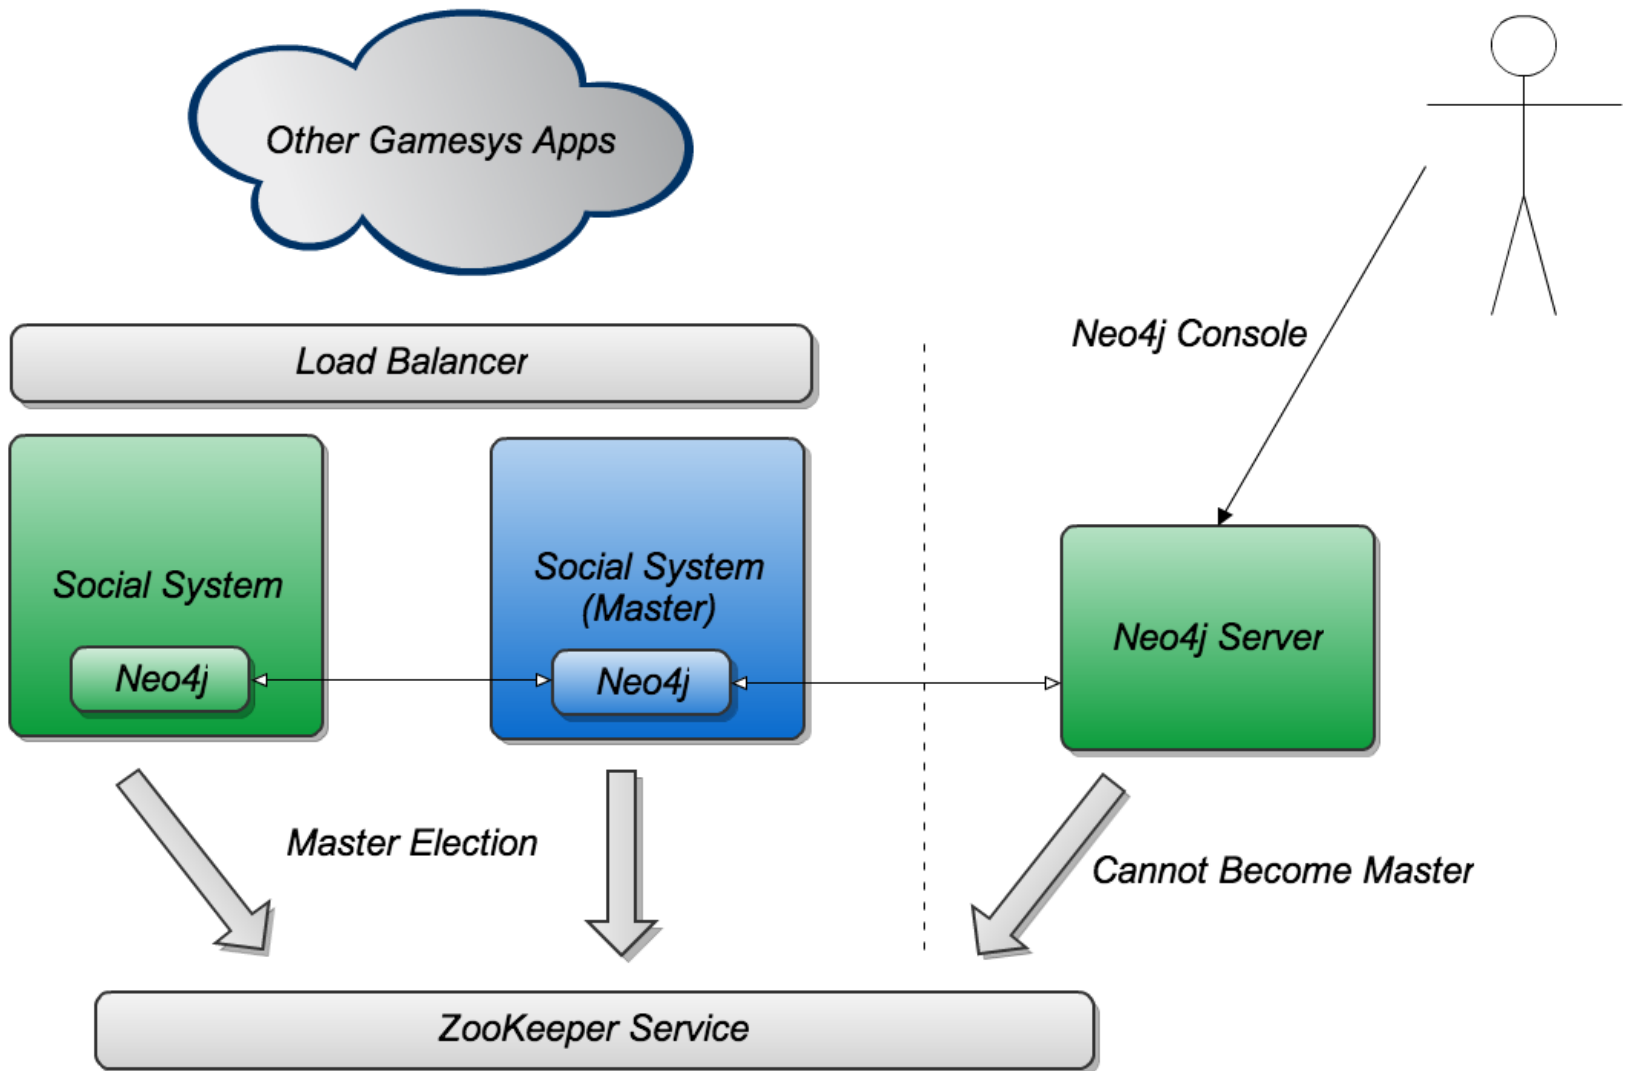 Other Gamesys Apps
Neo4j Console
Load Balancer
Social System
Neo4j
Social System
(Master)
Neo4j
Neo4j Server
Master Election
Cannot Become Master
ZooKeeper Service